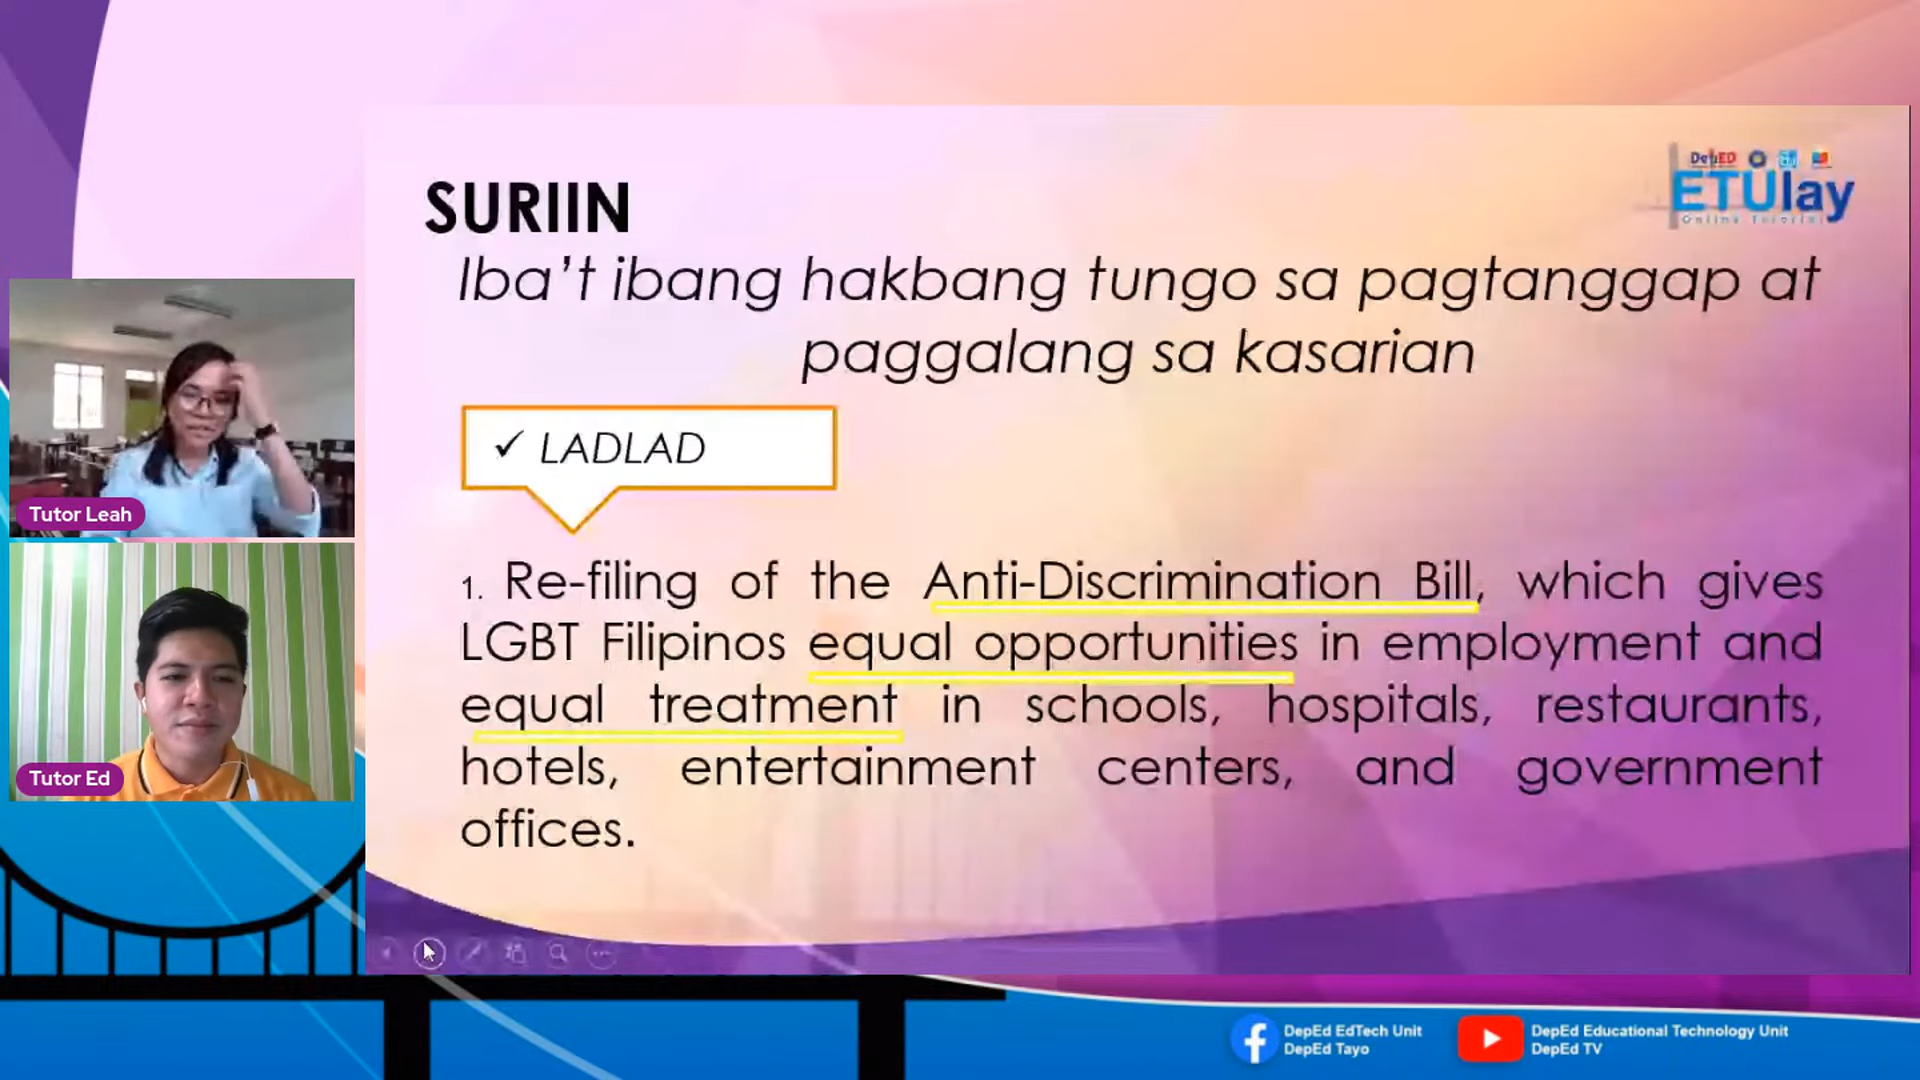 DepED
ETUlay
Online Tutorial
SURIIN
Iba't ibang hakbang tungo sa pagtanggap at
paggalang sa kasarian
✓ LADLAD
1. Re-filing of the Anti-Discrimination Bill, which gives
LGBT Filipinos equal opportunities in employment and
equal treatment in schools, hospitals, restaurants,
hotels, entertainment centers, and government
offices.
Tutor Leah
Tutor Ed
DepEd EdTech Unit
DepEd Tayo
DepEd Educational Technology Unit
DepEd TV